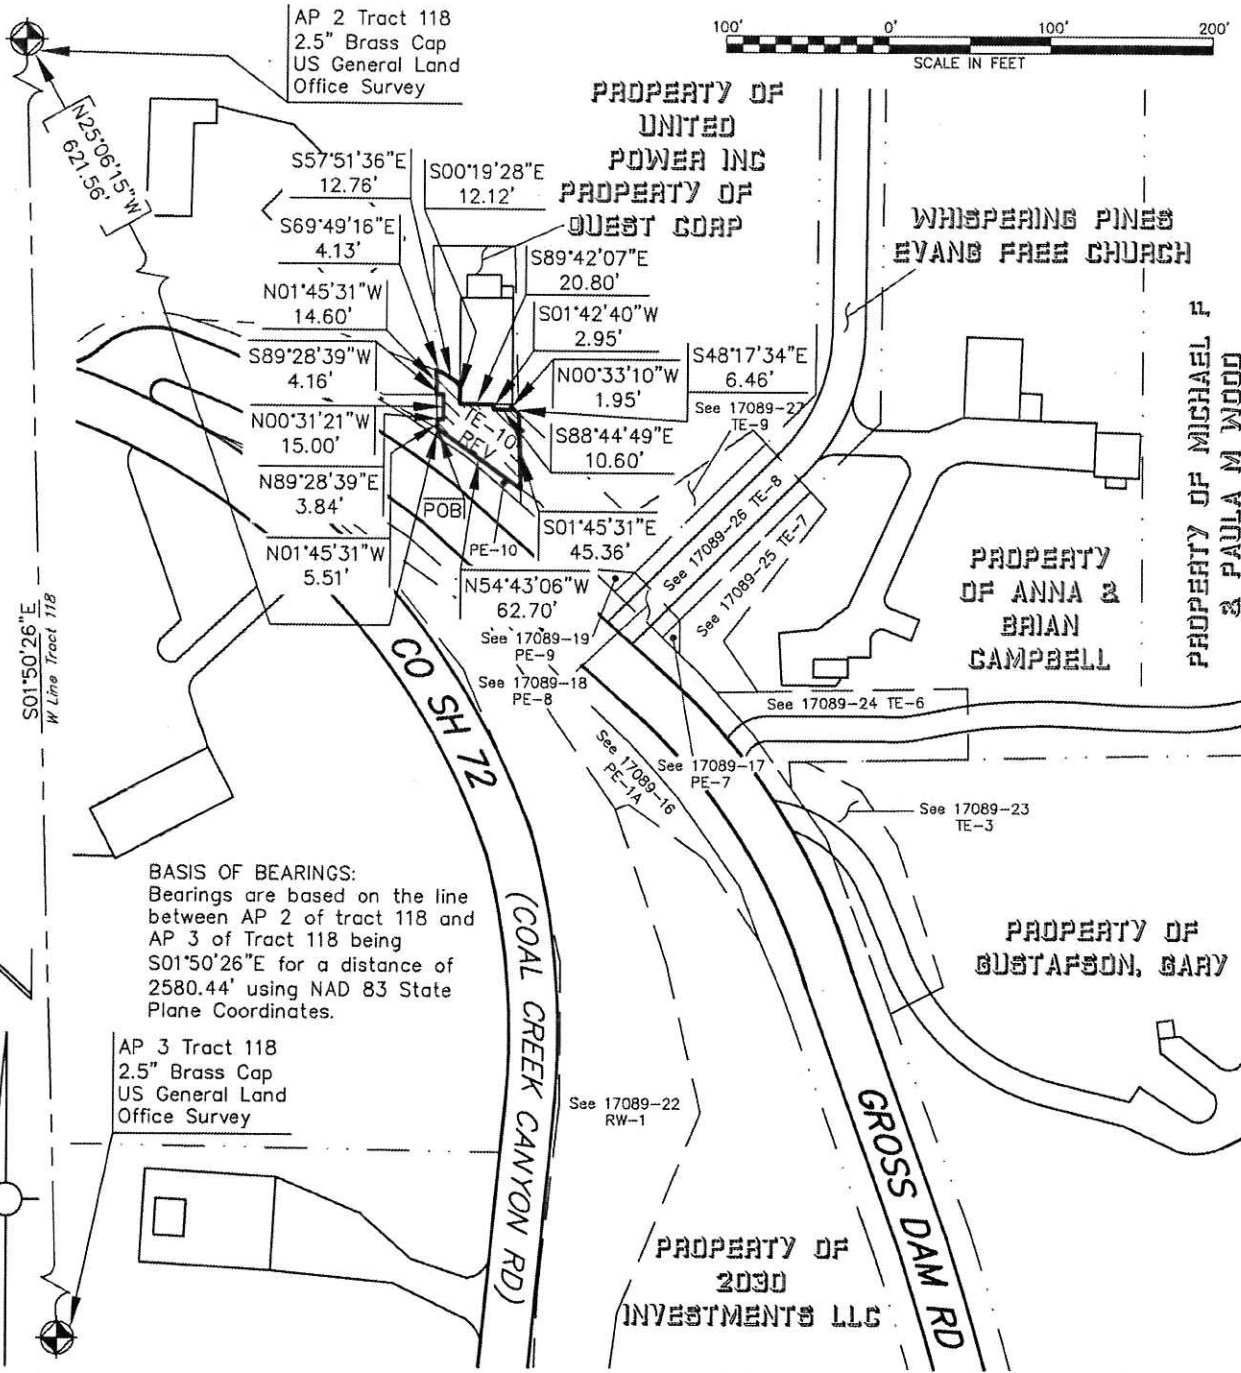 AP 2 Tract 118
2.5" Brass Cap
US General Land
Office Survey
100'
0'
100'
200'
SCALE IN FEET
N25°06'15"W
621.56'
PROPERTY OF
UNITED
POWER INC
PROPERTY OF
QUEST CORP
WHISPERING PINES
EVANG FREE CHURCH
PROPERTY OF MICHAEL F
& PAULA M WOOD
S57°51'36"E
12.76'
S00°19'28"E
12.12'
S69°49'16"E
4.13'
S89°42'07"E
20.80'
N01°45'31"W
14.60'
S01°42'40"W
2.95'
S89°28'39"W
4.16'
N00°33'10"W
1.95'
S48°17'34"E
6.46'
N00°31'21"W
15.00'
S88°44'49"E
10.60'
N89°28'39"E
3.84'
S01°45'31"E
45.36'
N01°45'31"W
5.51'
N54°43'06"W
62.70'
TE-10
REV
POB
PE-10
See 17089-27
TE-9
See 17089-26 TE-8
See 17089-25 TE-7
See 17089-19
PE-9
See 17089-18
PE-8
PROPERTY
OF ANNA &
BRIAN
CAMPBELL
See 17089-24 TE-6
See 17089-17
PE-7
See 17089-16
PE-1A
See 17089-23
TE-3
S01°50'26"E
W Line Tract 118
CO SH 72
(COAL CREEK CANYON RD)
BASIS OF BEARINGS:
Bearings are based on the line
between AP 2 of tract 118 and
AP 3 of Tract 118 being
S01°50'26"E for a distance of
2580.44' using NAD 83 State
Plane Coordinates.
PROPERTY OF
GUSTAFSON, GARY
AP 3 Tract 118
2.5" Brass Cap
US General Land
Office Survey
See 17089-22
RW-1
GROSS DAM RD
PROPERTY OF
2030
INVESTMENTS LLC